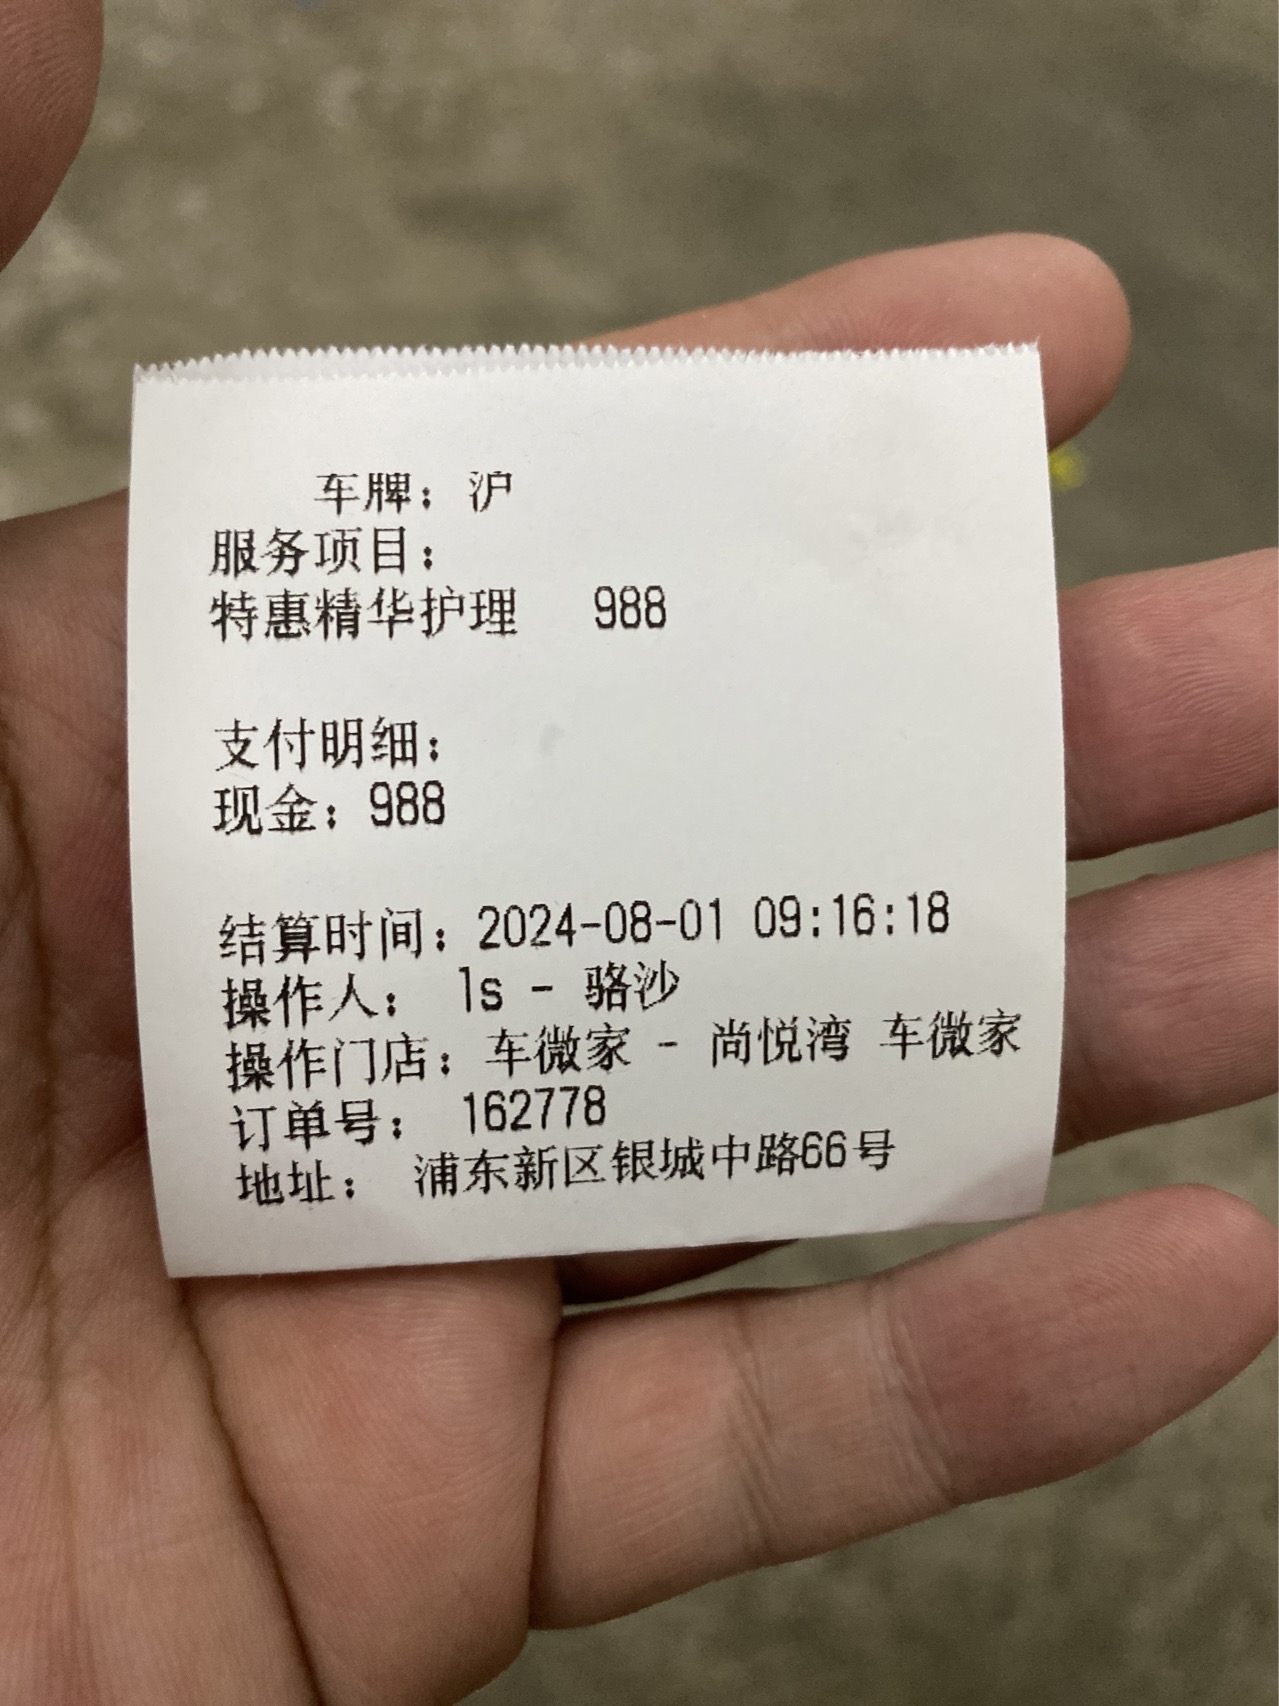 车牌：沪
服务项目：
特惠精华护理 988
支付明细：
现金：988
结算时间：2024-08-01 09:16:18
操作人： ls - 骆沙
操作门店：车微家 - 尚悦湾 车微家
订单号： 162778
地址： 浦东新区银城中路66号